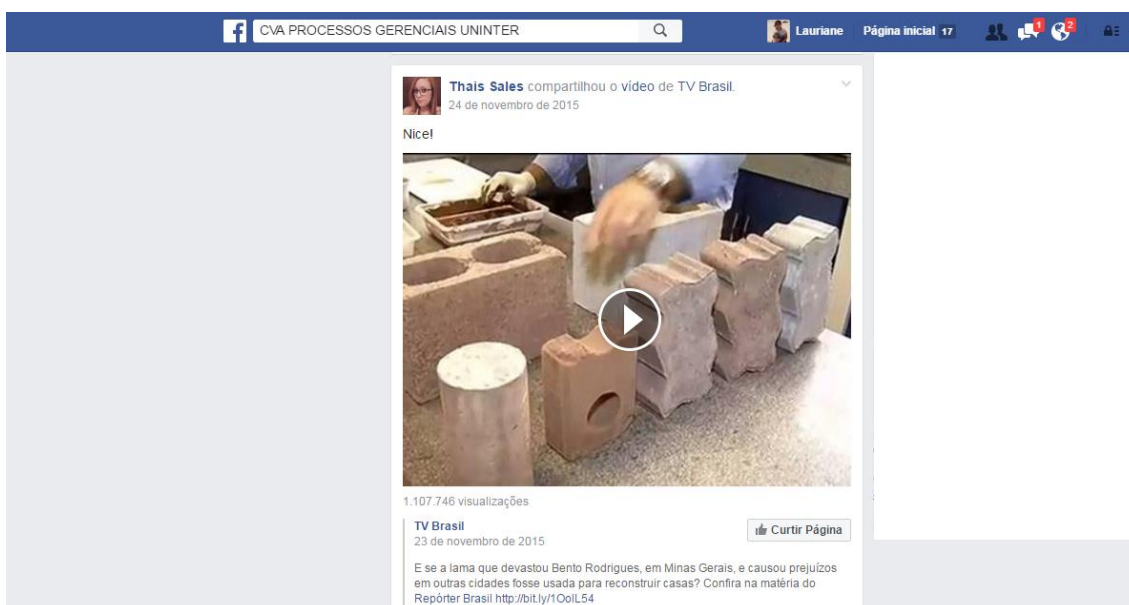 f CVA PROCESSOS GERENCIAIS UNINTER Lauriane Página inicial 17 1 2
Thais Sales compartilhou o vídeo de TV Brasil.
24 de novembro de 2015
Nice!
1.107.746 visualizações
TV Brasil
Curtir Página
23 de novembro de 2015
E se a lama que devastou Bento Rodrigues, em Minas Gerais, e causou prejuízos
em outras cidades fosse usada para reconstruir casas? Confira na matéria do
Repórter Brasil http://bit.ly/1OolL54